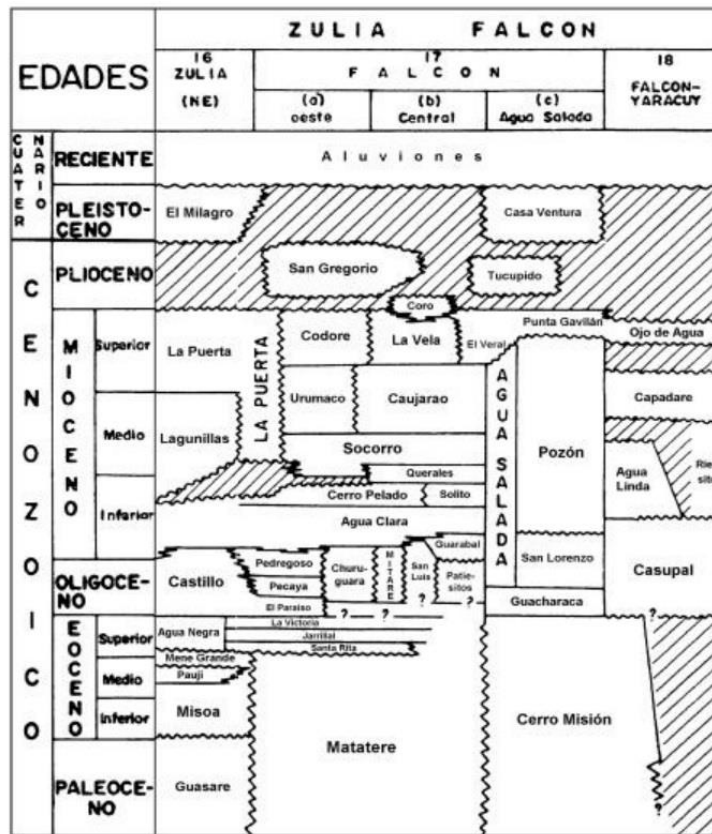 ZULIA FALCON
EDADES
16
ZULIA
(NE)
17
FALCON
(a)
oeste
(b)
Central
(c)
Agua Salada
18
FALCON-
YARACUY
CUATER
NARIO
RECIENTE
Aluviones
PLEISTO-
CENO
El Milagro
Casa Ventura
CENOZOICO
PLIOCENO
San Gregorio
Tucupido
Coro
MIOCENO
Superior
La Puerta
LA PUERTA
Codore
La Vela
El Veral
Punta Gavilán
Ojo de Agua
Medio
Lagunillas
Urumaco
Caujarao
AGUA SALADA
Pozón
Capadare
Socorro
Querales
Agua
Linda
Inferior
Cerro Pelado
Solito
Agua Clara
Guarabal
OLIGOCE-
NO
Castillo
Pedregoso
Pecaya
El Paraiso
Churu-
guara
MITARE
San
Luis
Patie-
sitos
San Lorenzo
Guacharaca
Casupal
? ? ? ? ?
EOCENO
Superior
Agua Negra
La Victoria
Jarrillal
Santa Rita
Mene Grande
Medio
Pauji
Inferior
Misoa
Matatere
Cerro Misión
PALEOCE-
NO
Guasare
?